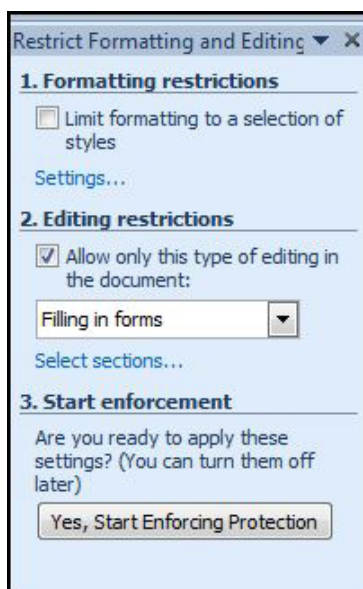 Restrict Formatting and Editing
1. Formatting restrictions
Limit formatting to a selection of
styles
Settings...
2. Editing restrictions
Allow only this type of editing in
the document:
Filling in forms
Select sections...
3. Start enforcement
Are you ready to apply these
settings? (You can turn them off
later)
Yes, Start Enforcing Protection